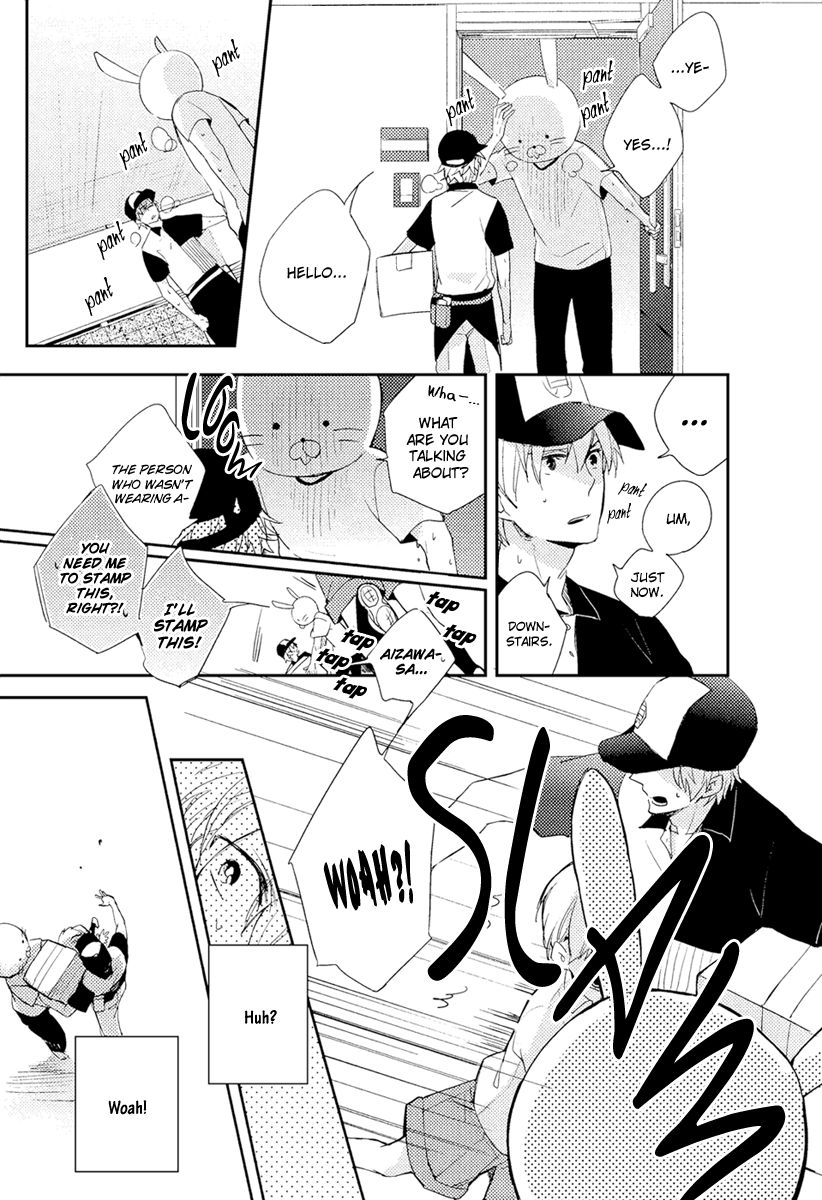 ...YE-
YES...!
pant
pant
pant
HELLO...
pant
pant
pant
pant
...
UM,
JUST
NOW.
DOWN-
STAIRS.
pant
pant
Wha-...
WHAT
ARE YOU
TALKING
ABOUT?
LOOM
THE PERSON
WHO WASN'T
WEARING A-
YOU
NEED ME
TO STAMP
THIS,
RIGHT?!
I'LL
STAMP
THIS!
tap
tap
tap
tap
tap
AIZAWA-
SA...
SLAM
WOAH?!
Huh?
Woah!